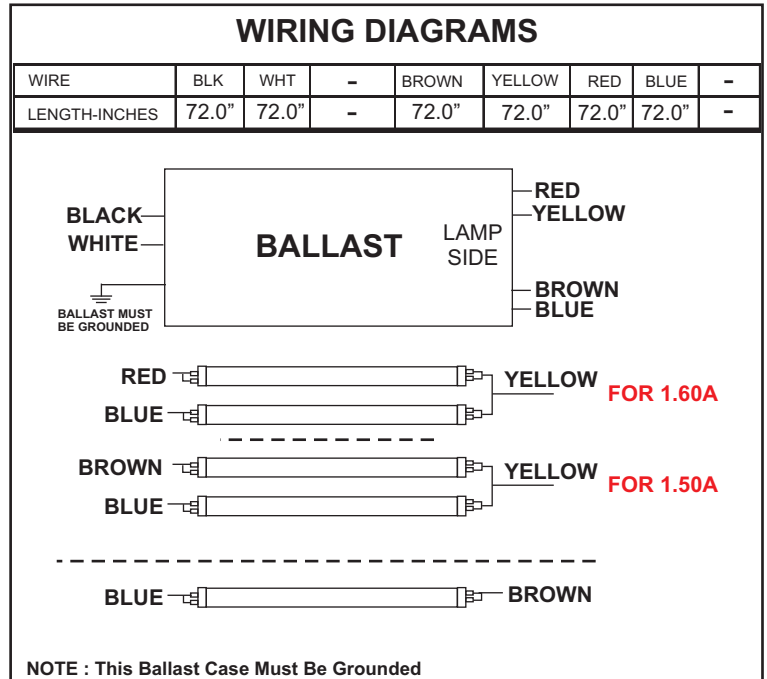 WIRING DIAGRAMS
WIRE BLK WHT - BROWN YELLOW RED BLUE -
LENGTH-INCHES 72.0” 72.0” - 72.0” 72.0” 72.0” 72.0” -
RED
BLACK
YELLOW
WHITE
BALLAST
LAMP
SIDE
BROWN
BLUE
BALLAST MUST
BE GROUNDED
RED
YELLOW
FOR 1.60A
BLUE
BROWN
YELLOW
FOR 1.50A
BLUE
BLUE
BROWN
NOTE : This Ballast Case Must Be Grounded